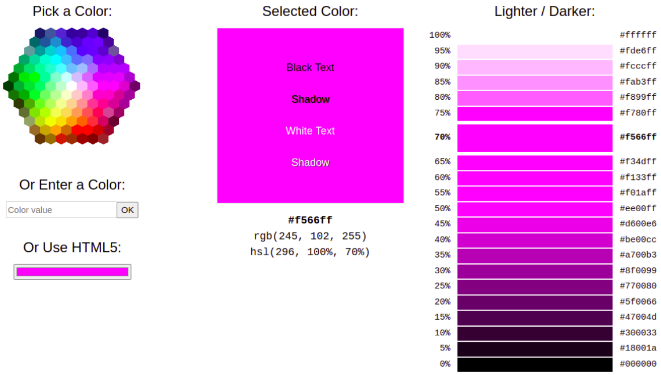 Pick a Color:
Or Enter a Color:
Color value OK
Or Use HTML5:
Selected Color:
Black Text
Shadow
White Text
Shadow
#f566ff
rgb(245, 102, 255)
hsl(296, 100%, 70%)
Lighter / Darker:
100% #ffffff
95% #fde6ff
90% #fcccff
85% #fab3ff
80% #f899ff
75% #f780ff
70% #f566ff
65% #f34dff
60% #f133ff
55% #f01aff
50% #ee00ff
45% #d600e6
40% #be00cc
35% #a700b3
30% #8f0099
25% #770080
20% #5f0066
15% #47004d
10% #300033
5% #18001a
0% #000000